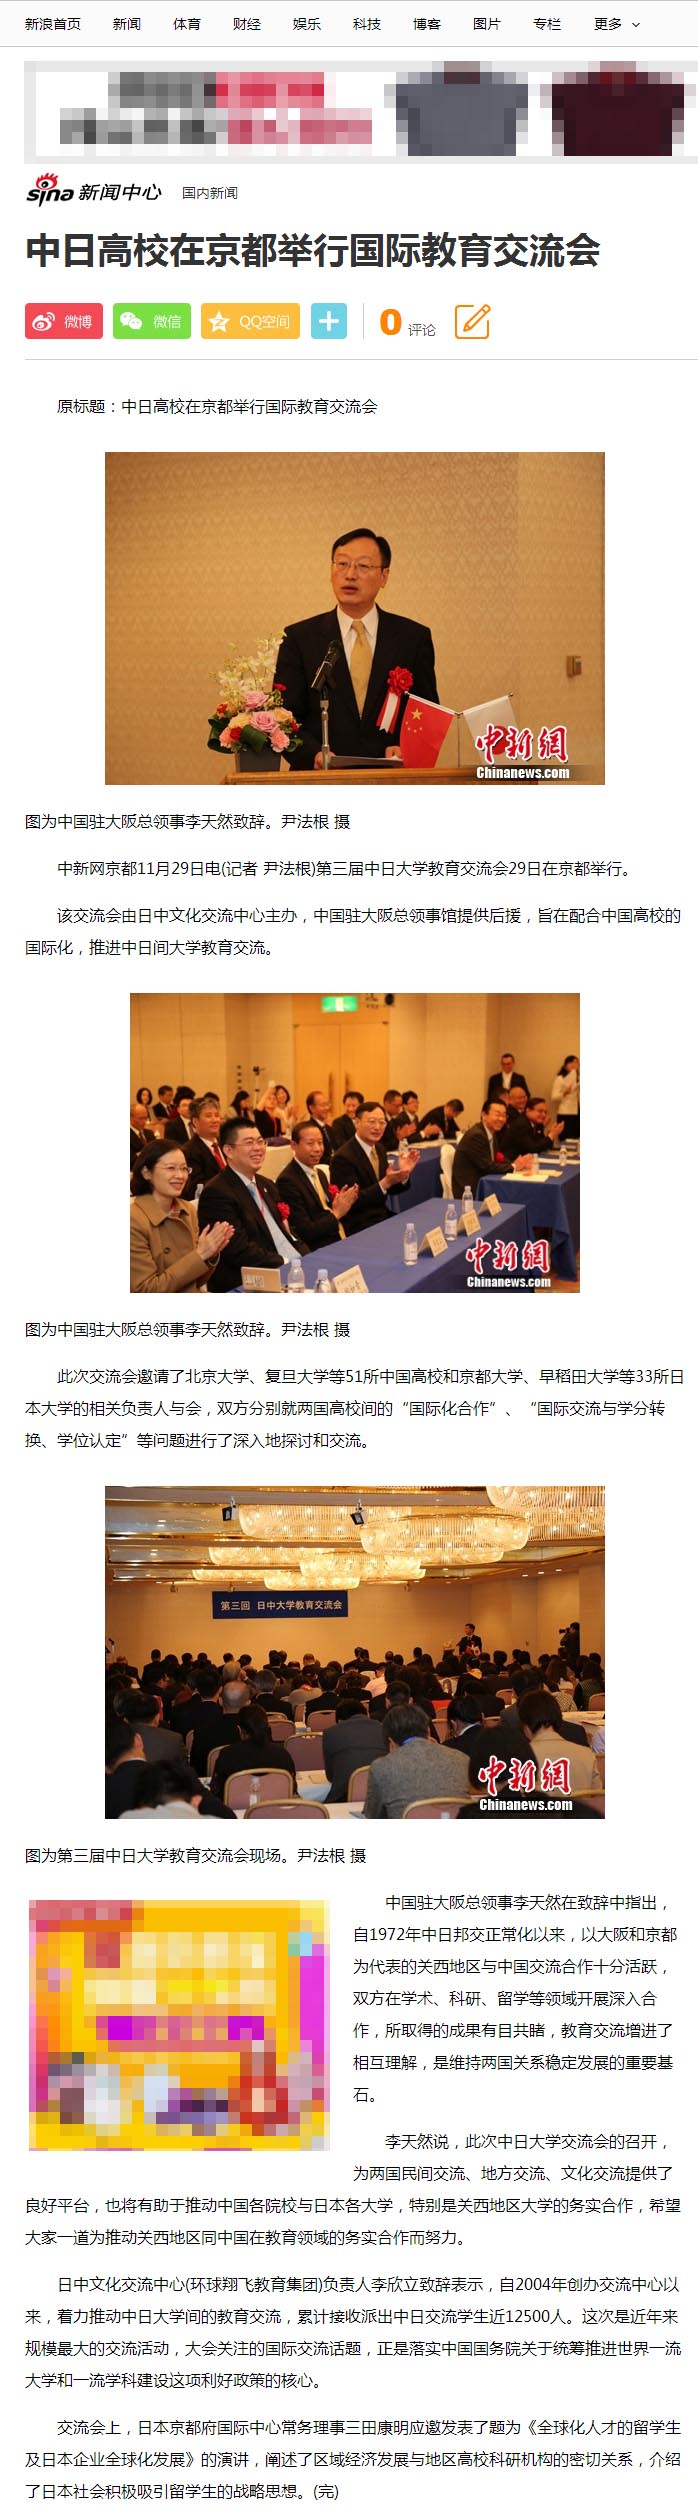 新浪首页 新闻 体育 财经 娱乐 科技 博客 图片 专栏 更多
sina 新闻中心 国内新闻
中日高校在京都举行国际教育交流会
微博 微信 QQ空间 0 评论
原标题：中日高校在京都举行国际教育交流会
中新網
Chinanews.com
图为中国驻大阪总领事李天然致辞。尹法根 摄
中新网京都11月29日电(记者 尹法根)第三届中日大学教育交流会29日在京都举行。
该交流会由日中文化交流中心主办，中国驻大阪总领事馆提供后援，旨在配合中国高校的
国际化，推进中日间大学教育交流。
中新網
Chinanews.com
图为中国驻大阪总领事李天然致辞。尹法根 摄
此次交流会邀请了北京大学、复旦大学等51所中国高校和京都大学、早稻田大学等33所日
本大学的相关负责人与会，双方分别就两国高校间的“国际化合作”、“国际交流与学分转
换、学位认定”等问题进行了深入地探讨和交流。
第三回 日中大学教育交流会
中新網
Chinanews.com
图为第三届中日大学教育交流会现场。尹法根 摄
中国驻大阪总领事李天然在致辞中指出，
自1972年中日邦交正常化以来，以大阪和京都
为代表的关西地区与中国交流合作十分活跃，
双方在学术、科研、留学等领域开展深入合
作，所取得的成果有目共睹，教育交流增进了
相互理解，是维持两国关系稳定发展的重要基
石。
李天然说，此次中日大学交流会的召开，
为两国民间交流、地方交流、文化交流提供了
良好平台，也将有助于推动中国各院校与日本各大学，特别是关西地区大学的务实合作，希望
大家一道为推动关西地区同中国在教育领域的务实合作而努力。
日中文化交流中心(环球翔飞教育集团)负责人李欣立致辞表示，自2004年创办交流中心以
来，着力推动中日大学间的教育交流，累计接收派出中日交流学生近12500人。这次是近年来
规模最大的交流活动，大会关注的国际交流话题，正是落实中国国务院关于统筹推进世界一流
大学和一流学科建设这项利好政策的核心。
交流会上，日本京都府国际中心常务理事三田康明应邀发表了题为《全球化人才的留学生
及日本企业全球化发展》的演讲，阐述了区域经济发展与地区高校科研机构的密切关系，介绍
了日本社会积极吸引留学生的战略思想。(完)